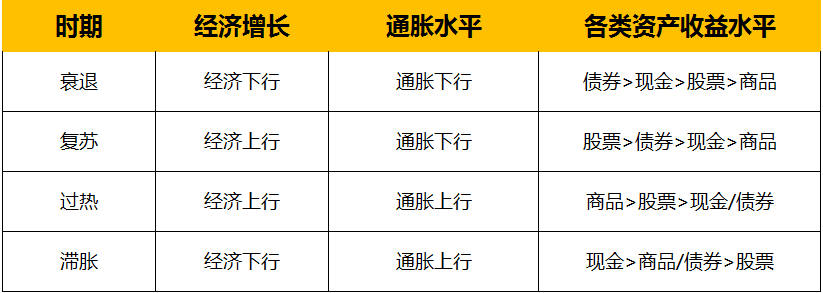 时期 经济增长 通胀水平 各类资产收益水平
衰退 经济下行 通胀下行 债券>现金>股票>商品
复苏 经济上行 通胀下行 股票>债券>现金>商品
过热 经济上行 通胀上行 商品>股票>现金/债券
滞胀 经济下行 通胀上行 现金>商品/债券>股票